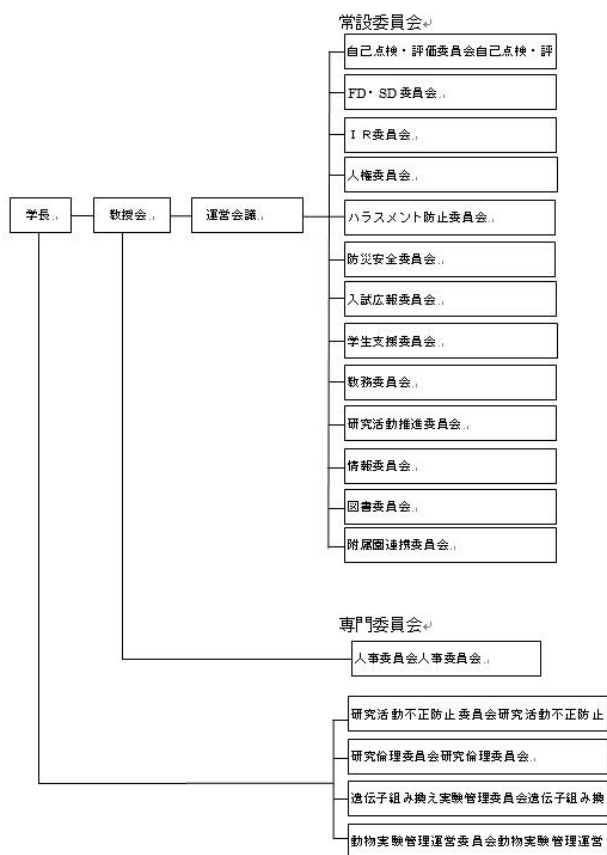 常設委員会
自己点検・評価委員会自己点検・評
FD・SD委員会
ＩＲ委員会
人権委員会
学長
教授会
運営会議
ハラスメント防止委員会
防災安全委員会
入試広報委員会
学生支援委員会
教務委員会
研究活動推進委員会
情報委員会
図書委員会
附属園連携委員会
専門委員会
人事委員会人事委員会
研究活動不正防止委員会研究活動不正防止
研究倫理委員会研究倫理委員会
遺伝子組み換え実験管理委員会遺伝子組み換
動物実験管理運営委員会動物実験管理運営